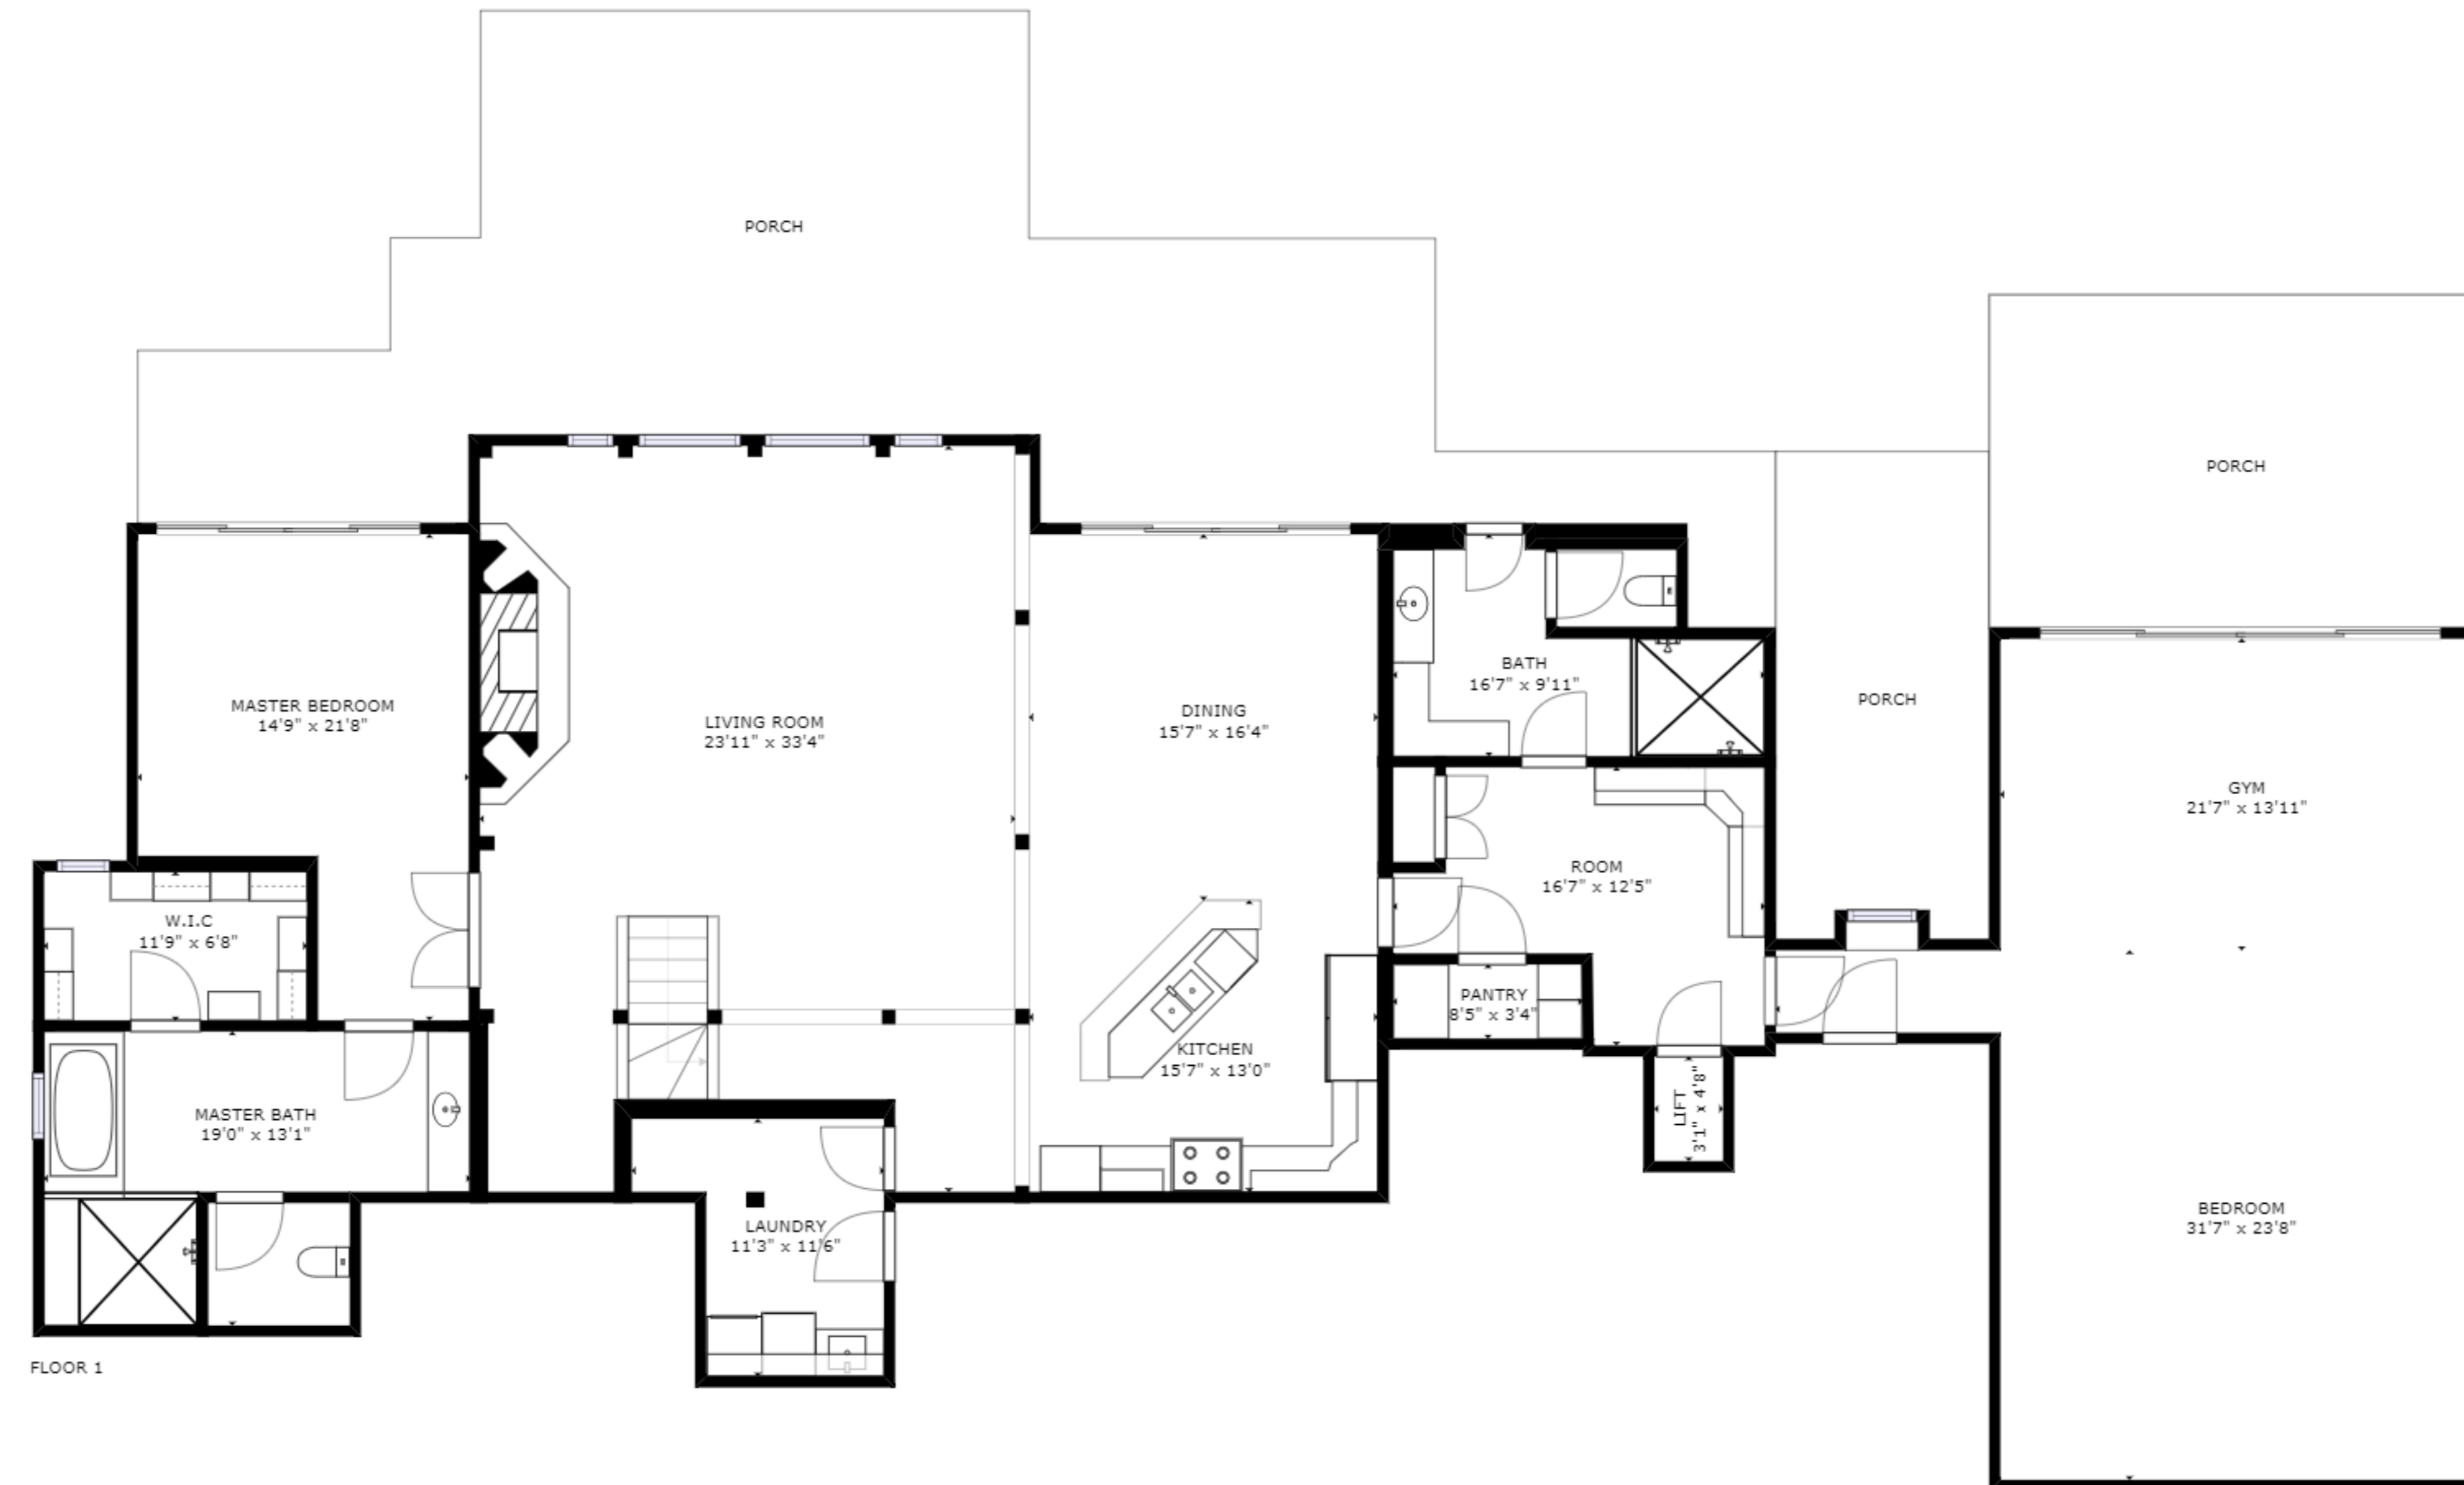 PORCH
PORCH
MASTER BEDROOM
14'9" x 21'8"
LIVING ROOM
23'11" x 33'4"
DINING
15'7" x 16'4"
BATH
16'7" x 9'11"
PORCH
GYM
21'7" x 13'11"
ROOM
16'7" x 12'5"
W.I.C
11'9" x 6'8"
PANTRY
8'5" x 3'4"
KITCHEN
15'7" x 13'0"
LIFT
3'1" x 4'8"
MASTER BATH
19'0" x 13'1"
LAUNDRY
11'3" x 11'6"
BEDROOM
31'7" x 23'8"
FLOOR 1